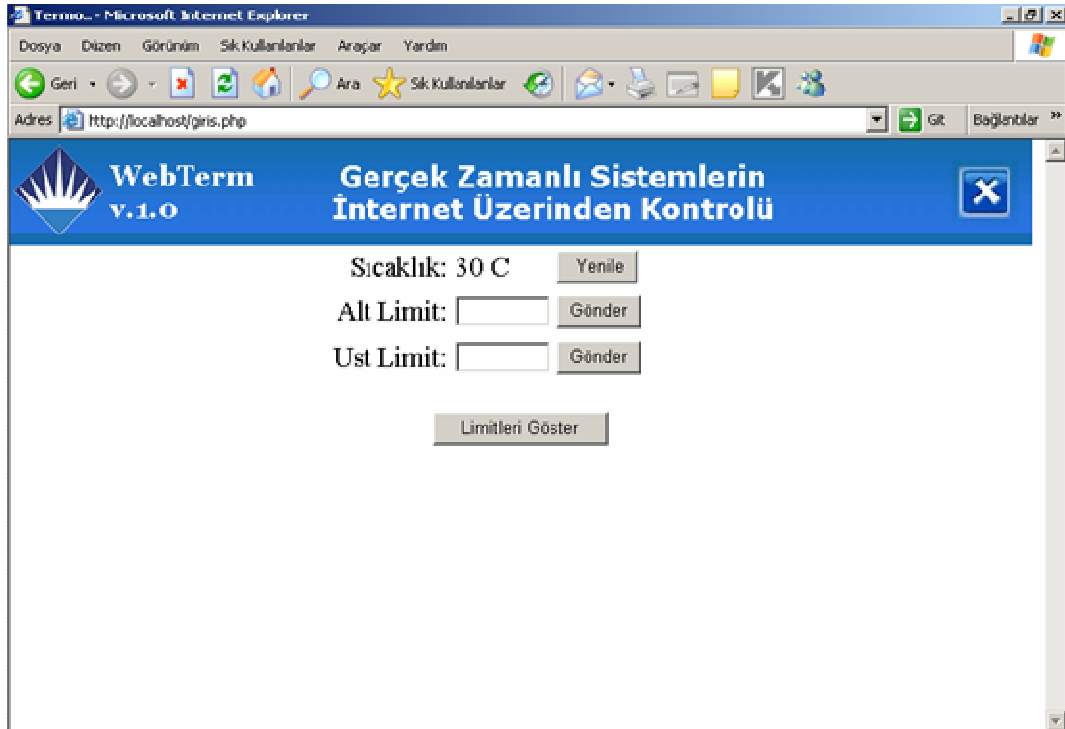 Termo... - Microsoft Internet Explorer
Dosya Düzen Görünüm Sık Kullanılanlar Araçlar Yardım
Geri Ara Sık Kullanılanlar
Adres http://localhost/giris.php Git Bağlantılar »
WebTerm
v.1.0
Gerçek Zamanlı Sistemlerin
İnternet Üzerinden Kontrolü
Sıcaklık: 30 C Yenile
Alt Limit: Gönder
Ust Limit: Gönder
Limitleri Göster